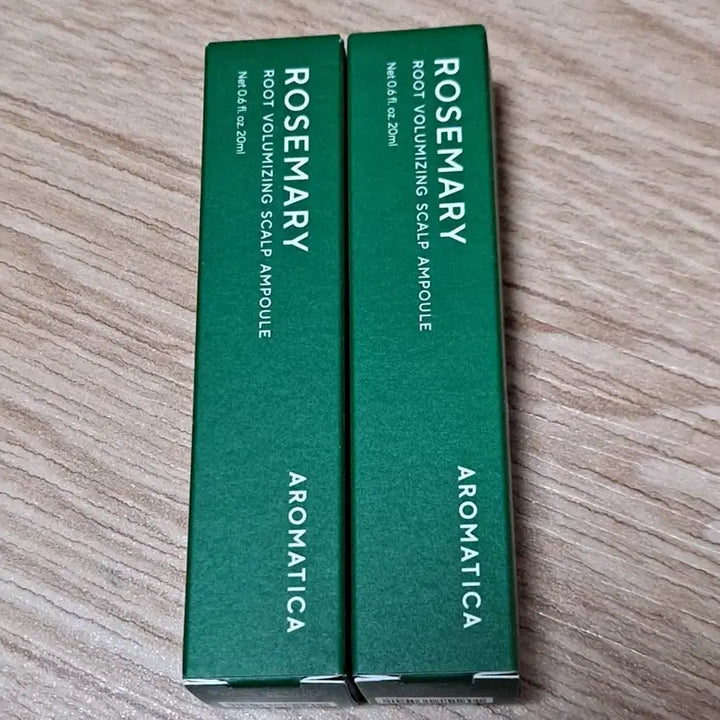 ROSEMARY
ROOT VOLUMIZING SCALP AMPOULE
Net 0.6 fl. oz. 20ml
AROMATICA
ROSEMARY
ROOT VOLUMIZING SCALP AMPOULE
Net 0.6 fl. oz. 20ml
AROMATICA